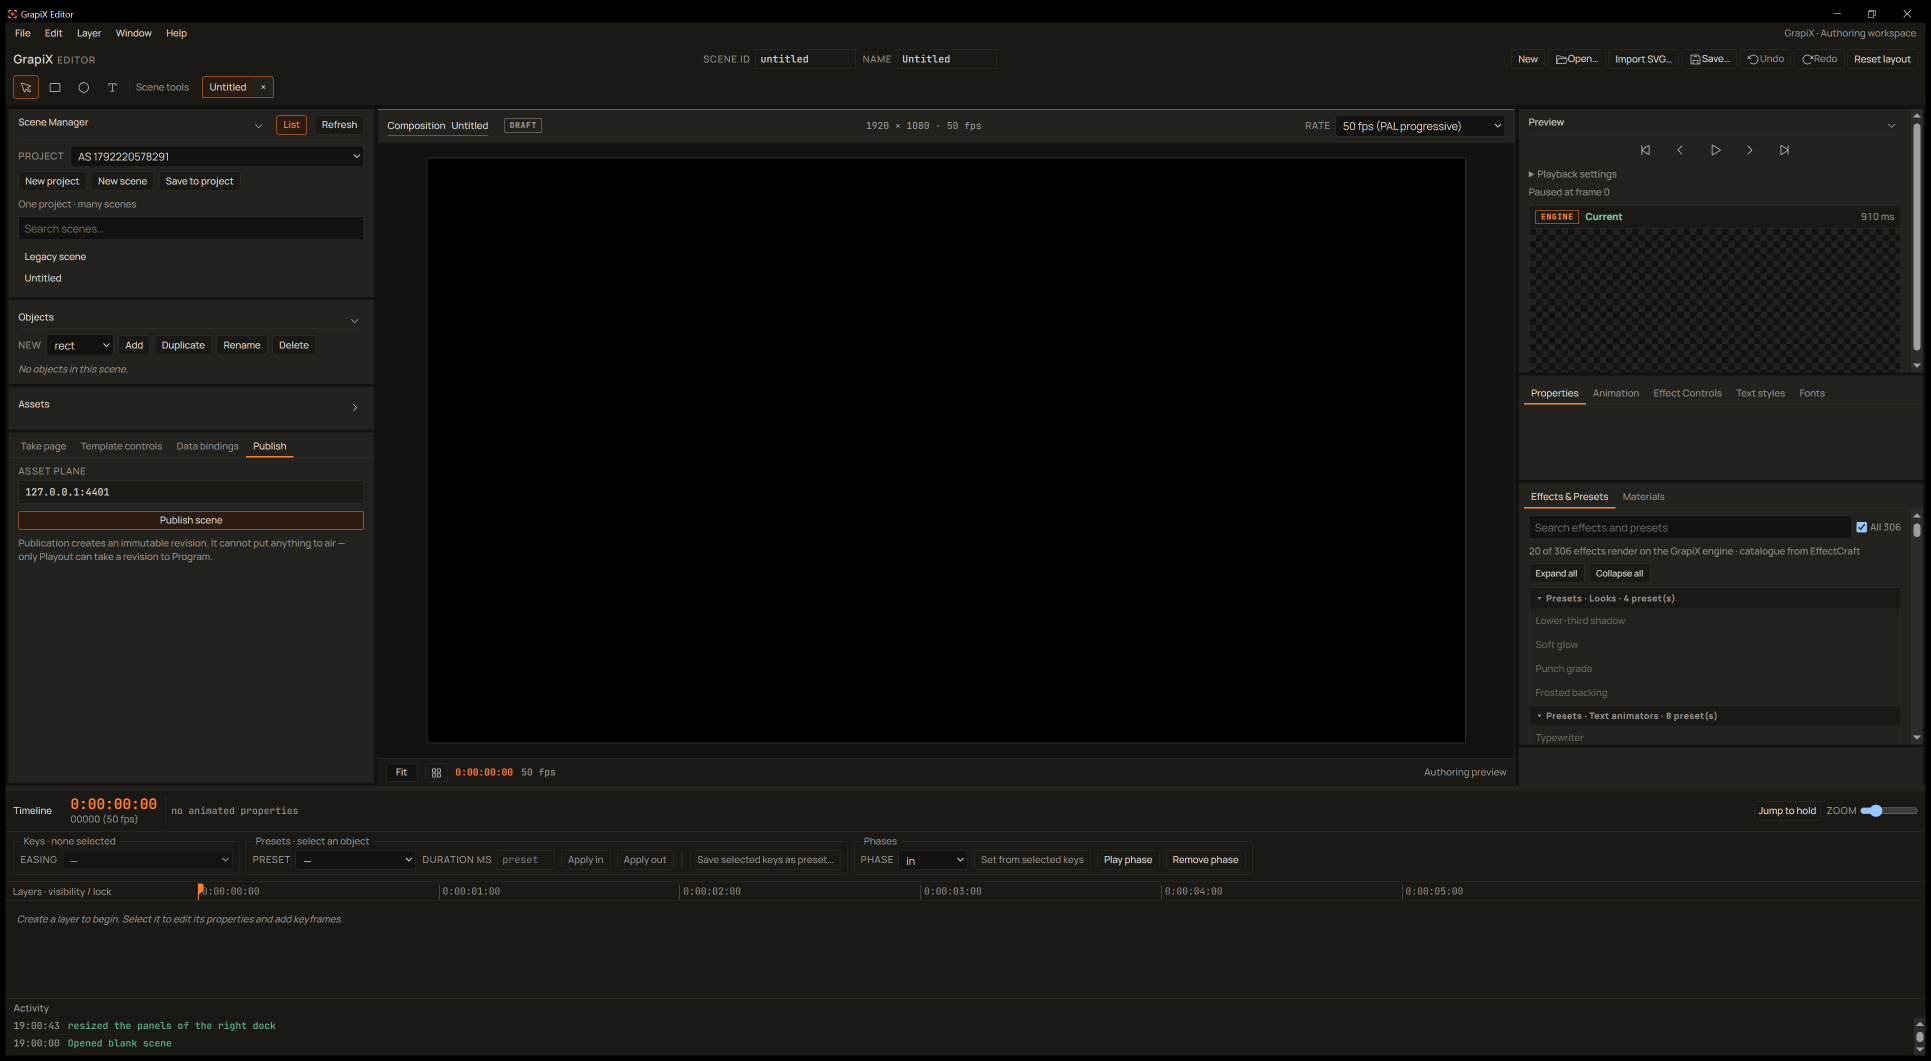 GrapiX Editor
File Edit Layer Window Help
GrapiX · Authoring workspace
GrapiX EDITOR
SCENE ID untitled NAME Untitled
New Open... Import SVG... Save... Undo Redo Reset layout
T Scene tools Untitled ×
Scene Manager List Refresh
PROJECT AS 1792220578291
New project New scene Save to project
One project · many scenes
Search scenes...
Legacy scene
Untitled
Objects
NEW rect Add Duplicate Rename Delete
No objects in this scene.
Assets
Take page Template controls Data bindings Publish
ASSET PLANE
127.0.0.1:4401
Publish scene
Publication creates an immutable revision. It cannot put anything to air —
only Playout can take a revision to Program.
Composition Untitled DRAFT
1920 × 1080 · 50 fps
RATE 50 fps (PAL progressive)
Fit 0:00:00:00 50 fps
Authoring preview
Preview
Playback settings
Paused at frame 0
ENGINE Current 910 ms
Properties Animation Effect Controls Text styles Fonts
Effects & Presets Materials
Search effects and presets All 306
20 of 306 effects render on the GrapiX engine · catalogue from EffectCraft
Expand all Collapse all
Presets · Looks · 4 preset(s)
Lower-third shadow
Soft glow
Punch grade
Frosted backing
Presets · Text animators · 8 preset(s)
Typewriter
Timeline 0:00:00:00
00000 (50 fps)
no animated properties
Jump to hold ZOOM
Keys · none selected
EASING —
Presets · select an object
PRESET — DURATION MS preset Apply in Apply out Save selected keys as preset...
Phases
PHASE in Set from selected keys Play phase Remove phase
Layers · visibility / lock
0:00:00:00 0:00:01:00 0:00:02:00 0:00:03:00 0:00:04:00 0:00:05:00
Create a layer to begin. Select it to edit its properties and add keyframes.
Activity
19:00:43 resized the panels of the right dock
19:00:00 Opened blank scene